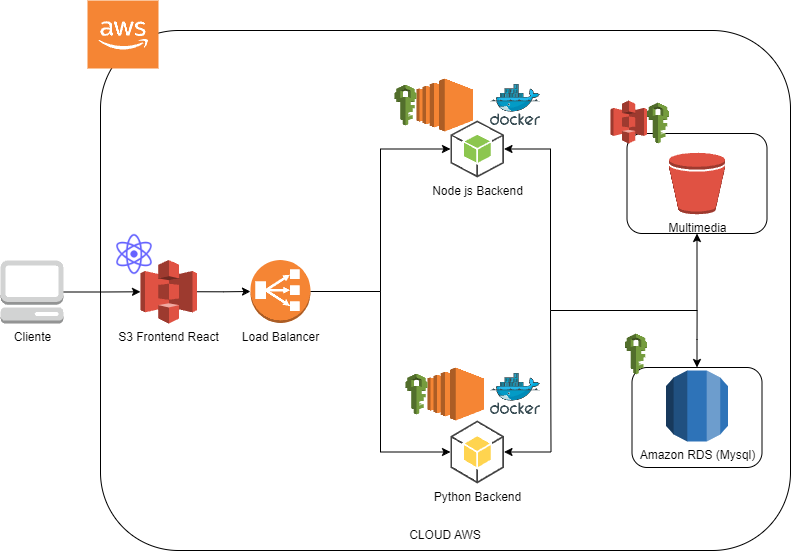 aws
docker
Node js Backend
Multimedia
Cliente
S3 Frontend React
Load Balancer
docker
Amazon RDS (Mysql)
Python Backend
CLOUD AWS